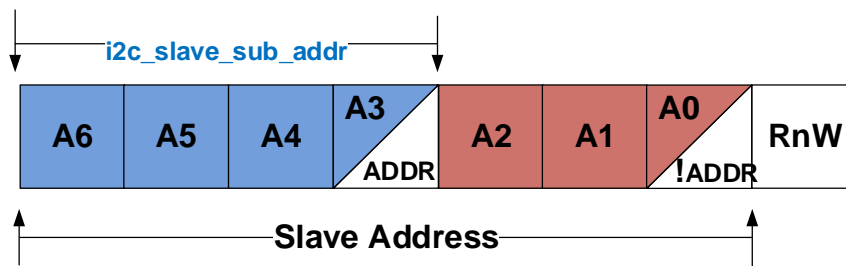 i2c_slave_sub_addr
A6 A5 A4 A3 ADDR A2 A1 A0 !ADDR RnW
Slave Address